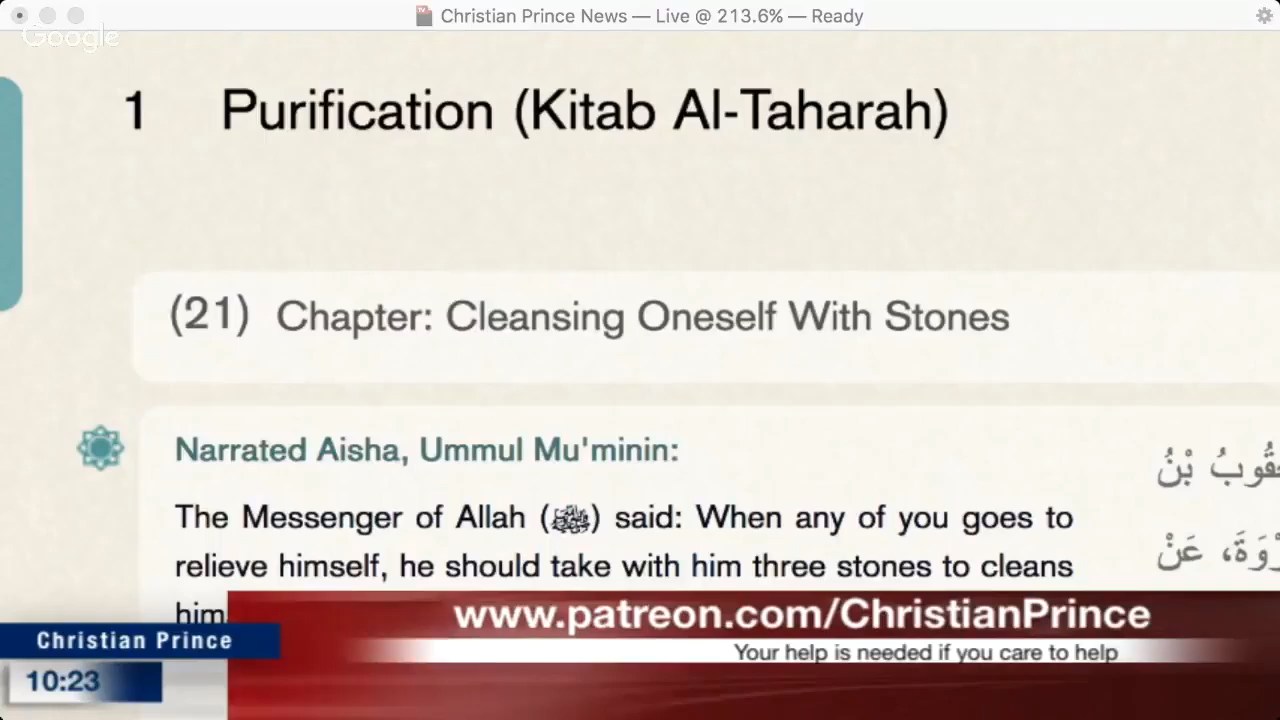 Christian Prince News — Live @ 213.6% — Ready
Google
1 Purification (Kitab Al-Taharah)
(21) Chapter: Cleansing Oneself With Stones
Narrated Aisha, Ummul Mu'minin:
The Messenger of Allah (ﷺ) said: When any of you goes to
relieve himself, he should take with him three stones to cleans
him
بُ بْنُ
وَةَ، عَنْ
www.patreon.com/ChristianPrince
Your help is needed if you care to help
Christian Prince
10:23